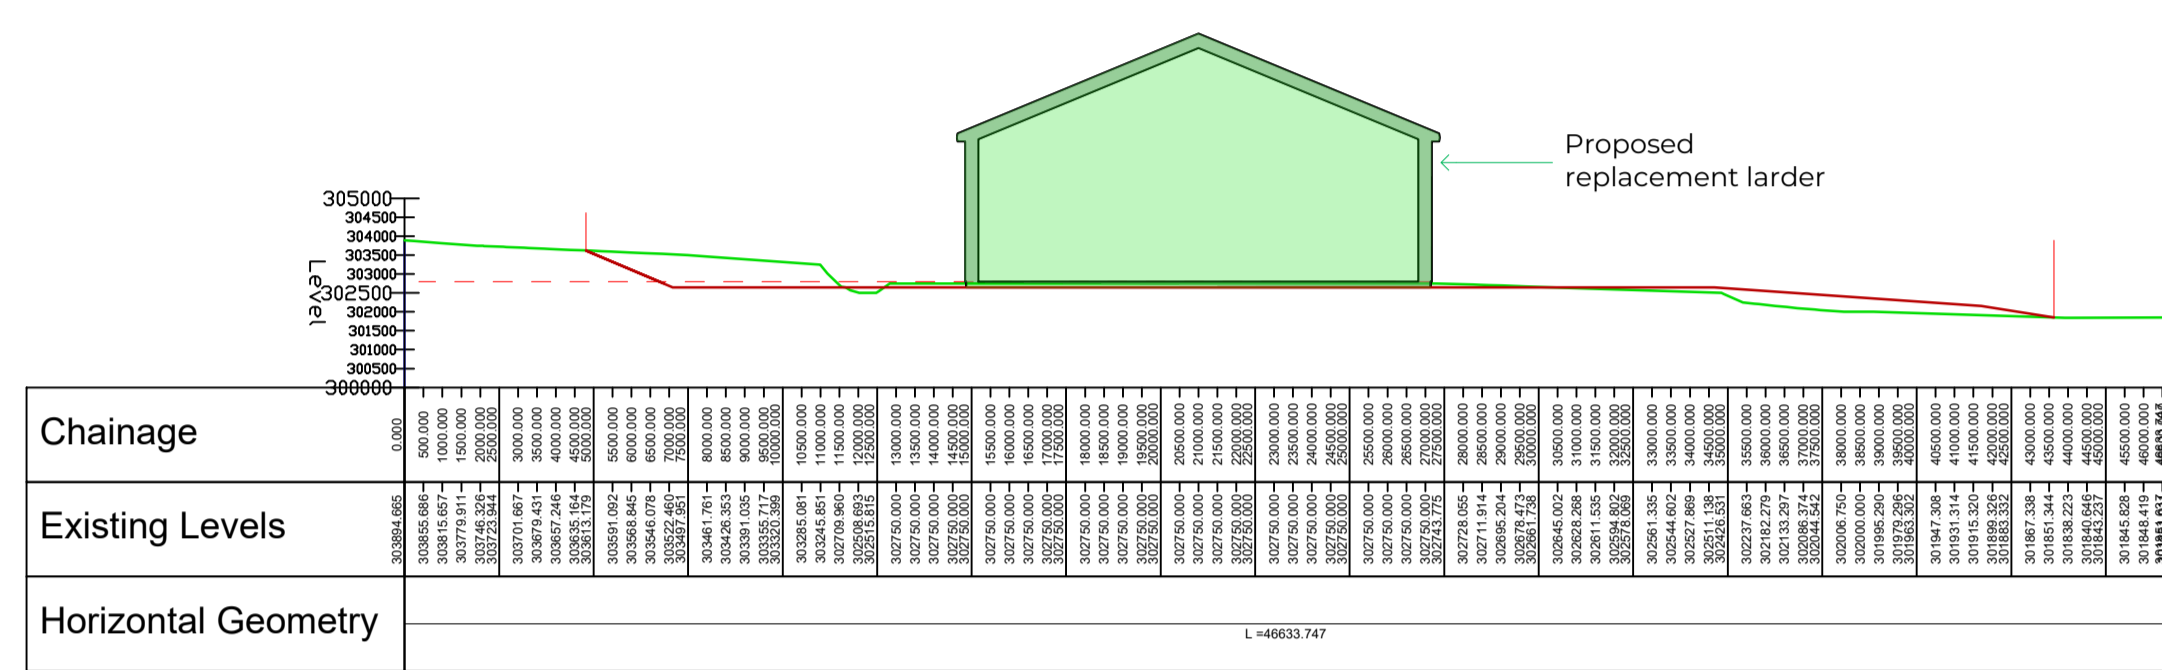 Proposed
replacement larder
305000
304500
304000
303500
303000
302500
302000
301500
301000
300500
300000
Level
Chainage
0.000 500.000 1000.000 1500.000 2000.000 2500.000 3000.000 3500.000 4000.000 4500.000 5000.000 5500.000 6000.000 6500.000 7000.000 7500.000 8000.000 8500.000 9000.000 9500.000 10000.000 10500.000 11000.000 11500.000 12000.000 12500.000 13000.000 13500.000 14000.000 14500.000 15000.000 15500.000 16000.000 16500.000 17000.000 17500.000 18000.000 18500.000 19000.000 19500.000 20000.000 20500.000 21000.000 21500.000 22000.000 22500.000 23000.000 23500.000 24000.000 24500.000 25000.000 25500.000 26000.000 26500.000 27000.000 27500.000 28000.000 28500.000 29000.000 29500.000 30000.000 30500.000 31000.000 31500.000 32000.000 32500.000 33000.000 33500.000 34000.000 34500.000 35000.000 35500.000 36000.000 36500.000 37000.000 37500.000 38000.000 38500.000 39000.000 39500.000 40000.000 40500.000 41000.000 41500.000 42000.000 42500.000 43000.000 43500.000 44000.000 44500.000 45000.000 45500.000 46000.000
Existing Levels
303894.665 303855.686 303815.657 303779.911 303746.326 303723.944 303701.667 303679.431 303657.246 303635.164 303613.179 303591.092 303568.845 303546.078 303522.460 303497.951 303461.761 303426.353 303391.035 303355.717 303320.399 303285.081 303245.851 302709.960 302508.693 302515.815 302750.000 302750.000 302750.000 302750.000 302750.000 302750.000 302750.000 302750.000 302750.000 302750.000 302750.000 302750.000 302750.000 302750.000 302750.000 302750.000 302750.000 302750.000 302750.000 302750.000 302750.000 302750.000 302750.000 302750.000 302750.000 302750.000 302750.000 302750.000 302750.000 302743.775 302728.055 302711.914 302695.204 302678.473 302661.738 302645.002 302628.268 302611.535 302594.802 302578.069 302561.335 302544.602 302527.869 302511.138 302426.531 302237.663 302182.279 302133.297 302086.374 302044.542 302006.750 302000.000 301995.290 301979.296 301963.302 301947.308 301931.314 301915.320 301899.326 301883.332 301867.338 301851.344 301838.223 301840.646 301843.237 301845.828 301848.419
Horizontal Geometry
L =46633.747